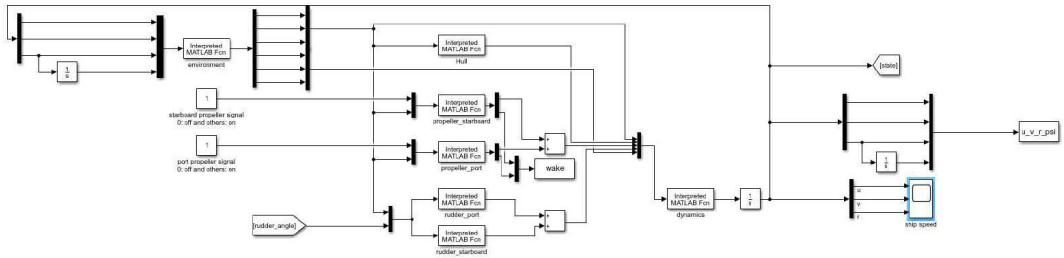 Interpreted
MATLAB Fcn
environment
1
s
Interpreted
MATLAB Fcn
Hull
[state]
1
starboard propeller signal
0: off and others: on
Interpreted
MATLAB Fcn
propeller_starboard
1
port propeller signal
0: off and others: on
Interpreted
MATLAB Fcn
propeller_port
+
+
wake
u_v_r_psi
1
s
[rudder_angle]
Interpreted
MATLAB Fcn
rudder_port
Interpreted
MATLAB Fcn
rudder_starboard
+
+
Interpreted
MATLAB Fcn
dynamics
1
s
u
v
r
ship speed